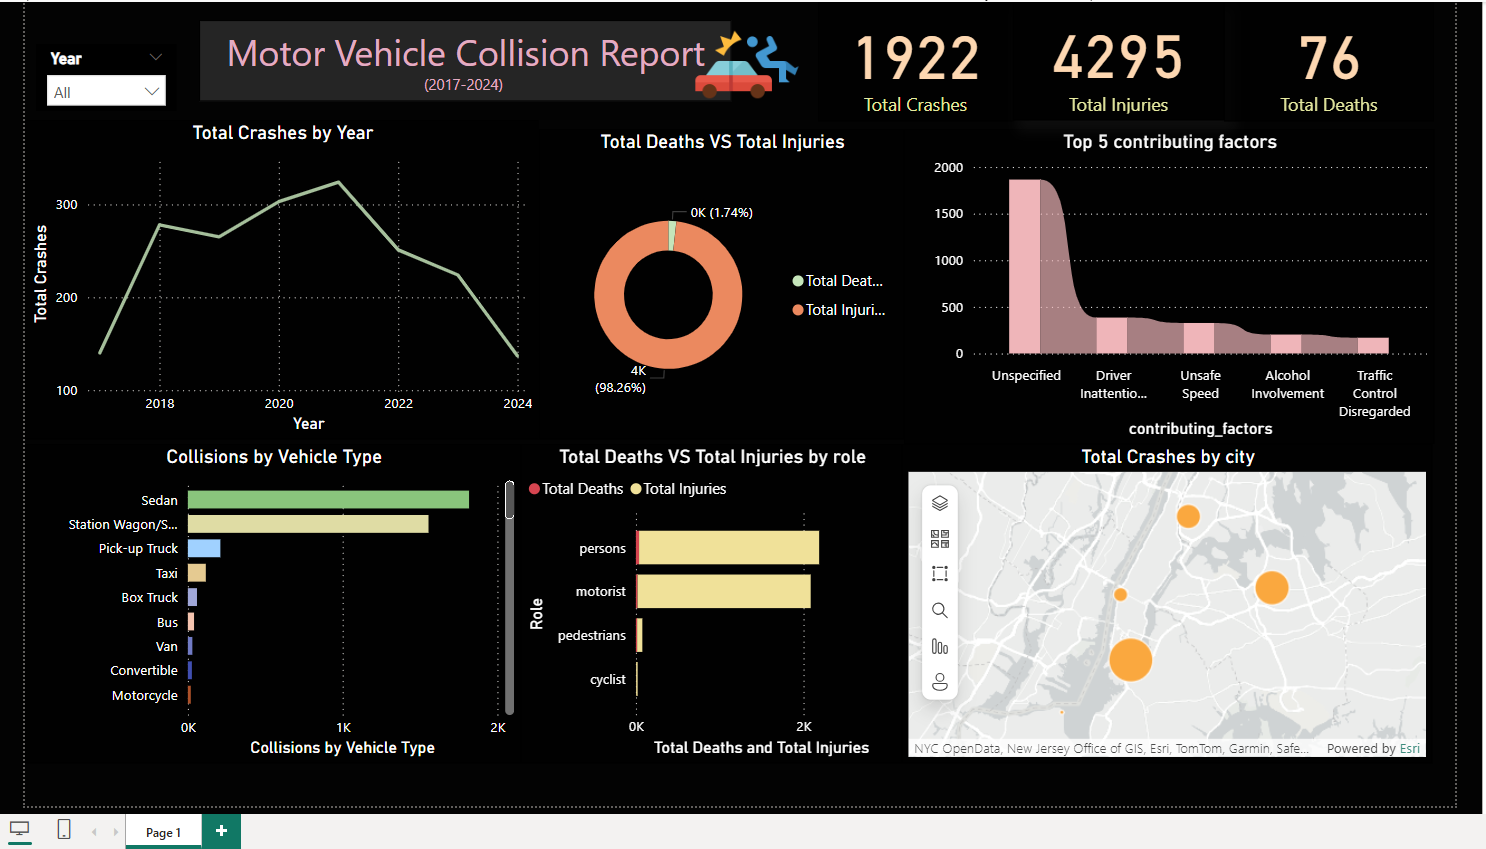 Year
All
Motor Vehicle Collision Report
(2017-2024)
1922
Total Crashes
4295
Total Injuries
76
Total Deaths
Total Crashes by Year
Total Crashes
300
200
100
2018
2020
2022
2024
Year
Total Deaths VS Total Injuries
0K (1.74%)
4K
(98.26%)
Total Deat...
Total Injuri...
Top 5 contributing factors
2000
1500
1000
500
0
Unspecified
Driver
Inattentio...
Unsafe
Speed
Alcohol
Involvement
Traffic
Control
Disregarded
contributing_factors
Collisions by Vehicle Type
Sedan
Station Wagon/S...
Pick-up Truck
Taxi
Box Truck
Bus
Van
Convertible
Motorcycle
0K
1K
2K
Collisions by Vehicle Type
Total Deaths VS Total Injuries by role
Total Deaths
Total Injuries
Role
persons
motorist
pedestrians
cyclist
0K
2K
Total Deaths and Total Injuries
Total Crashes by city
NYC OpenData, New Jersey Office of GIS, Esri, TomTom, Garmin, Safe...
Powered by Esri
Page 1
+